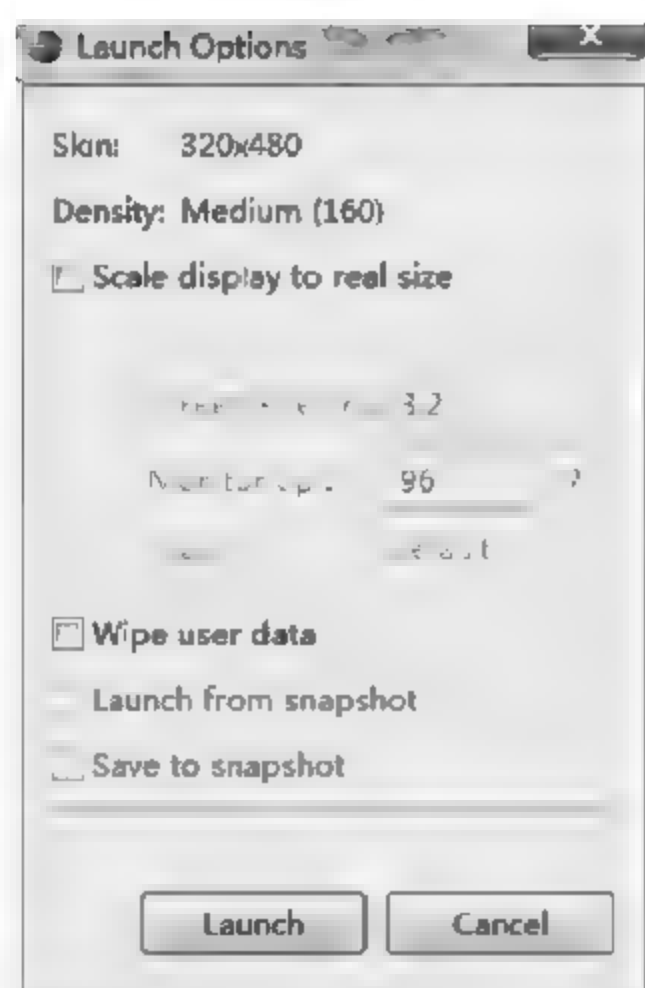 Launch Options
X
Skin: 320x480
Density: Medium (160)
Scale display to real size
3.2
96 ?
Wipe user data
Launch from snapshot
Save to snapshot
Launch Cancel